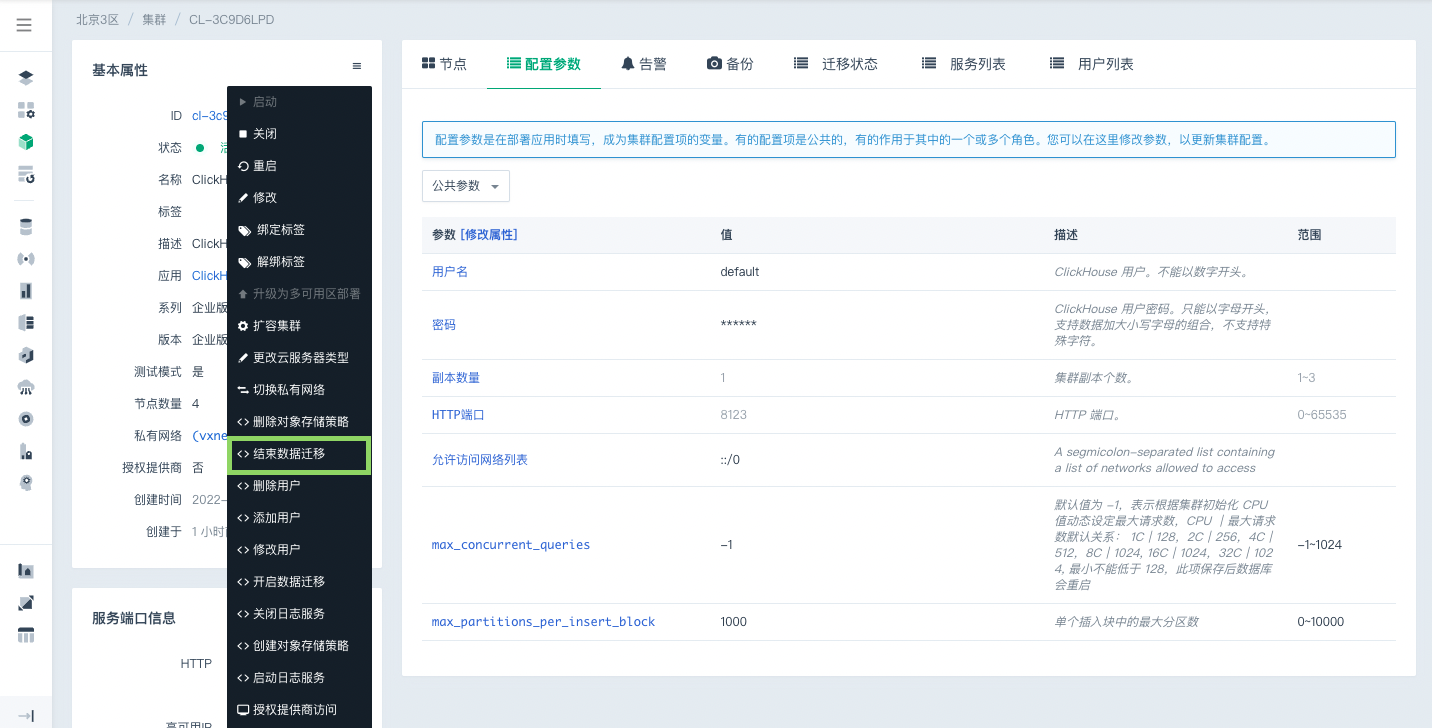 北京3区 / 集群 / CL-3C9D6LPD
基本属性
ID cl-3c9
状态
名称 ClickH
标签
描述 ClickH
应用 ClickH
系列 企业版
版本 企业版
测试模式 是
节点数量 4
私有网络 (vxne
授权提供商 否
创建时间 2022-
创建于 1 小时
服务端口信息
HTTP
高可用IP
启动
关闭
重启
修改
绑定标签
解绑标签
升级为多可用区部署
扩容集群
更改云服务器类型
切换私有网络
删除对象存储策略
结束数据迁移
删除用户
添加用户
修改用户
开启数据迁移
关闭日志服务
创建对象存储策略
启动日志服务
授权提供商访问
节点 配置参数 告警 备份 迁移状态 服务列表 用户列表
配置参数是在部署应用时填写，成为集群配置项的变量。有的配置项是公共的，有的作用于其中的一个或多个角色。您可以在这里修改参数，以更新集群配置。
公共参数
参数 [修改属性] 值 描述 范围
用户名 default ClickHouse 用户。不能以数字开头。
密码 ****** ClickHouse 用户密码。只能以字母开头，
支持数据加大小写字母的组合，不支持特
殊字符。
副本数量 1 集群副本个数。 1~3
HTTP端口 8123 HTTP 端口。 0~65535
允许访问网络列表 ::/0 A segmicolon-separated list containing
a list of networks allowed to access
max_concurrent_queries -1 默认值为 -1，表示根据集群初始化 CPU
值动态设定最大请求数，CPU | 最大请求
数默认关系： 1C | 128，2C | 256，4C |
512，8C | 1024, 16C | 1024，32C | 102
4, 最小不能低于 128，此项保存后数据库
会重启 -1~1024
max_partitions_per_insert_block 1000 单个插入块中的最大分区数 0~10000